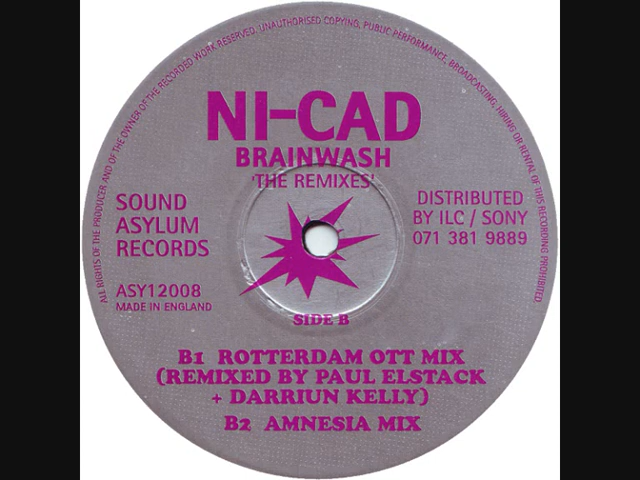 ALL RIGHTS OF THE PRODUCER AND OF THE OWNER OF THE RECORDED WORK RESERVED. UNAUTHORISED COPYING, PUBLIC PERFORMANCE, BROADCASTING, HIRING OR RENTAL OF THIS RECORDING PROHIBITED.
NI-CAD
BRAINWASH
'THE REMIXES'
SOUND
ASYLUM
RECORDS
ASY12008
MADE IN ENGLAND
DISTRIBUTED
BY ILC / SONY
071 381 9889
SIDE B
B1 ROTTERDAM OTT MIX
(REMIXED BY PAUL ELSTACK
+ DARRIUN KELLY)
B2 AMNESIA MIX